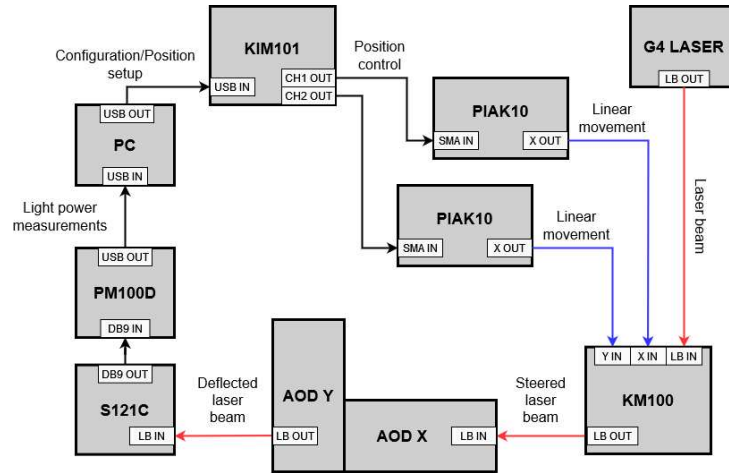 KIM101
USB IN
CH1 OUT
CH2 OUT
Configuration/Position
setup
Position
control
G4 LASER
LB OUT
PIAK10
SMA IN
X OUT
Linear
movement
USB OUT
PC
USB IN
Laser
beam
Light power
measurements
PIAK10
SMA IN
X OUT
Linear
movement
USB OUT
PM100D
DB9 IN
DB9 OUT
S121C
LB IN
Deflected
laser
beam
AOD Y
LB OUT
AOD X
LB IN
Steered
laser
beam
Y IN
X IN
LB IN
KM100
LB OUT